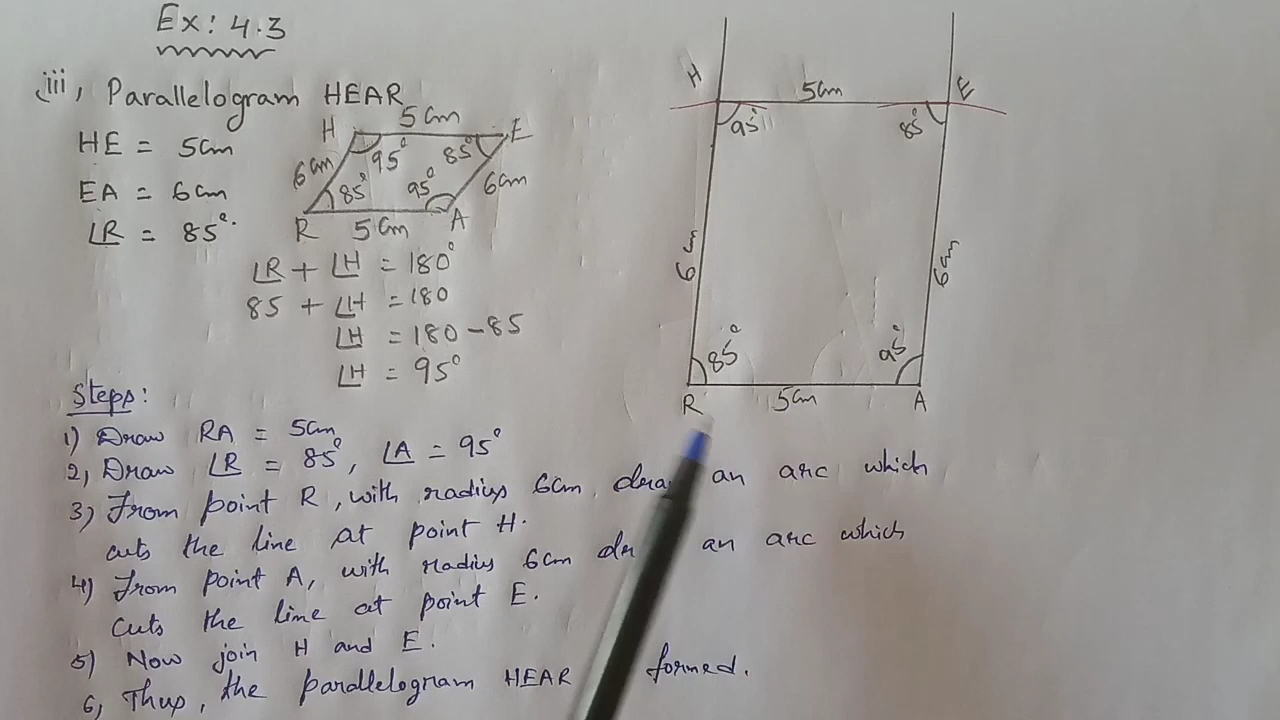 Ex: 4.3
iii, Parallelogram HEAR
HE = 5cm
EA = 6cm
∠R = 85°.
H 5cm E
6cm 95° 85° 6cm
85° 95°
R 5cm A
∠R + ∠H = 180°
85 + ∠H = 180
∠H = 180 - 85
∠H = 95°
Steps:
1) Draw RA = 5cm
2, Draw ∠R = 85°, ∠A = 95°
3) From point R, with radius 6cm, an arc which
cuts the line at point H.
4) From point A, with radius 6cm an arc which
cuts the line at point E.
5) Now join H and E.
6, Thus, the parallelogram HEAR formed.
H 5cm E
95° 85°
6cm 6cm
85° 95°
R 5cm A